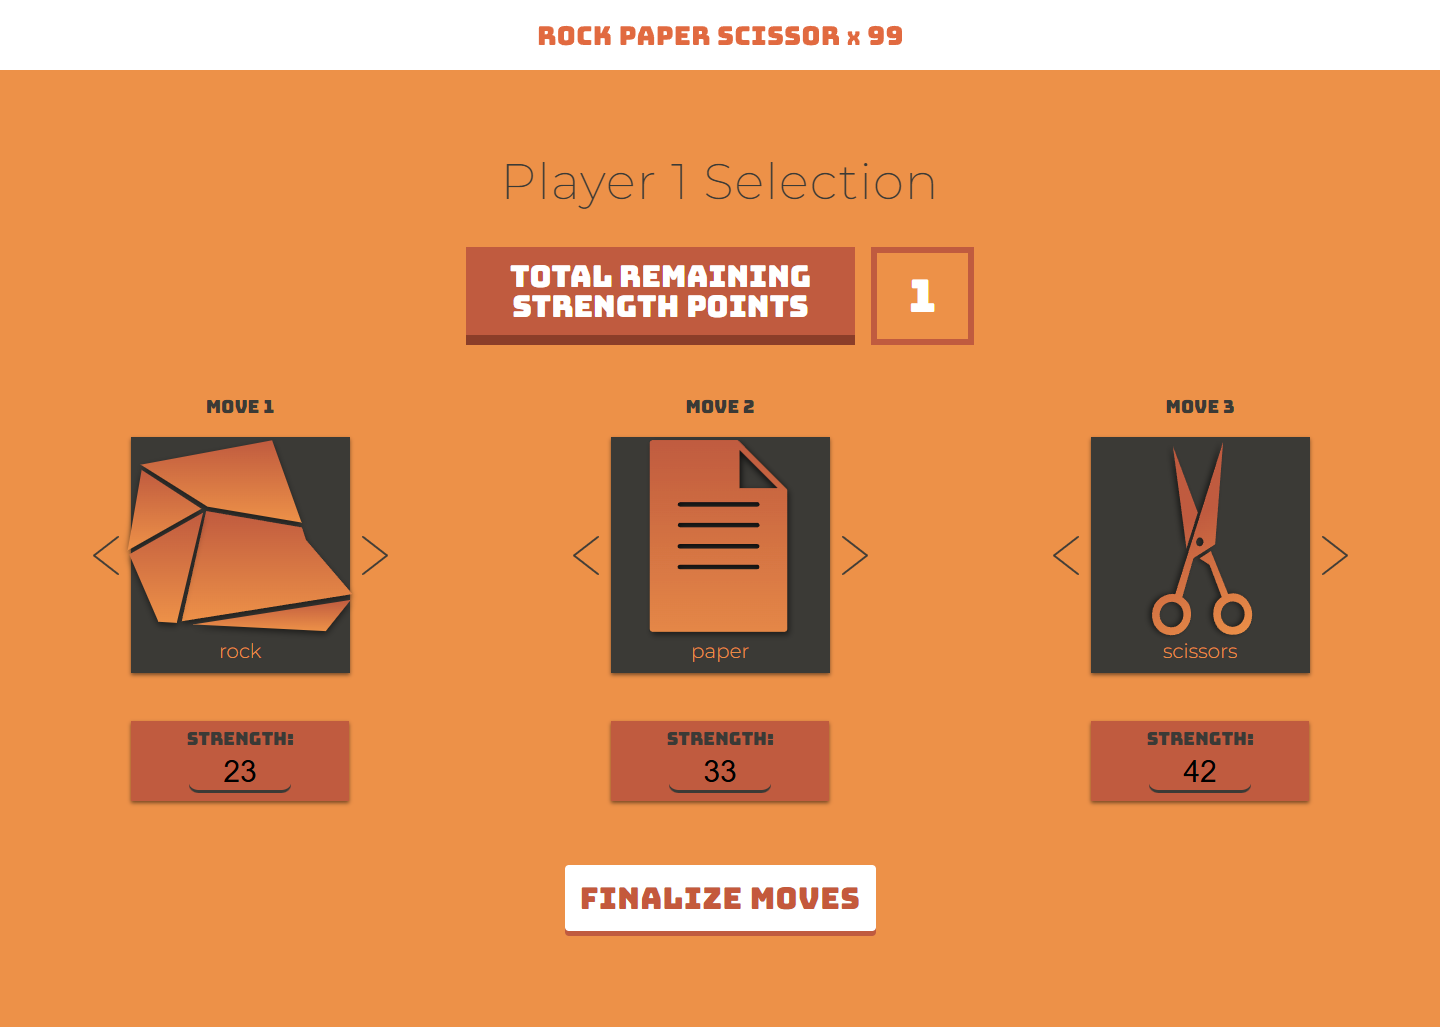 ROCK PAPER SCISSOR x 99
Player 1 Selection
TOTAL REMAINING
STRENGTH POINTS
1
MOVE 1
MOVE 2
MOVE 3
rock
paper
scissors
STRENGTH:
23
STRENGTH:
33
STRENGTH:
42
FINALIZE MOVES